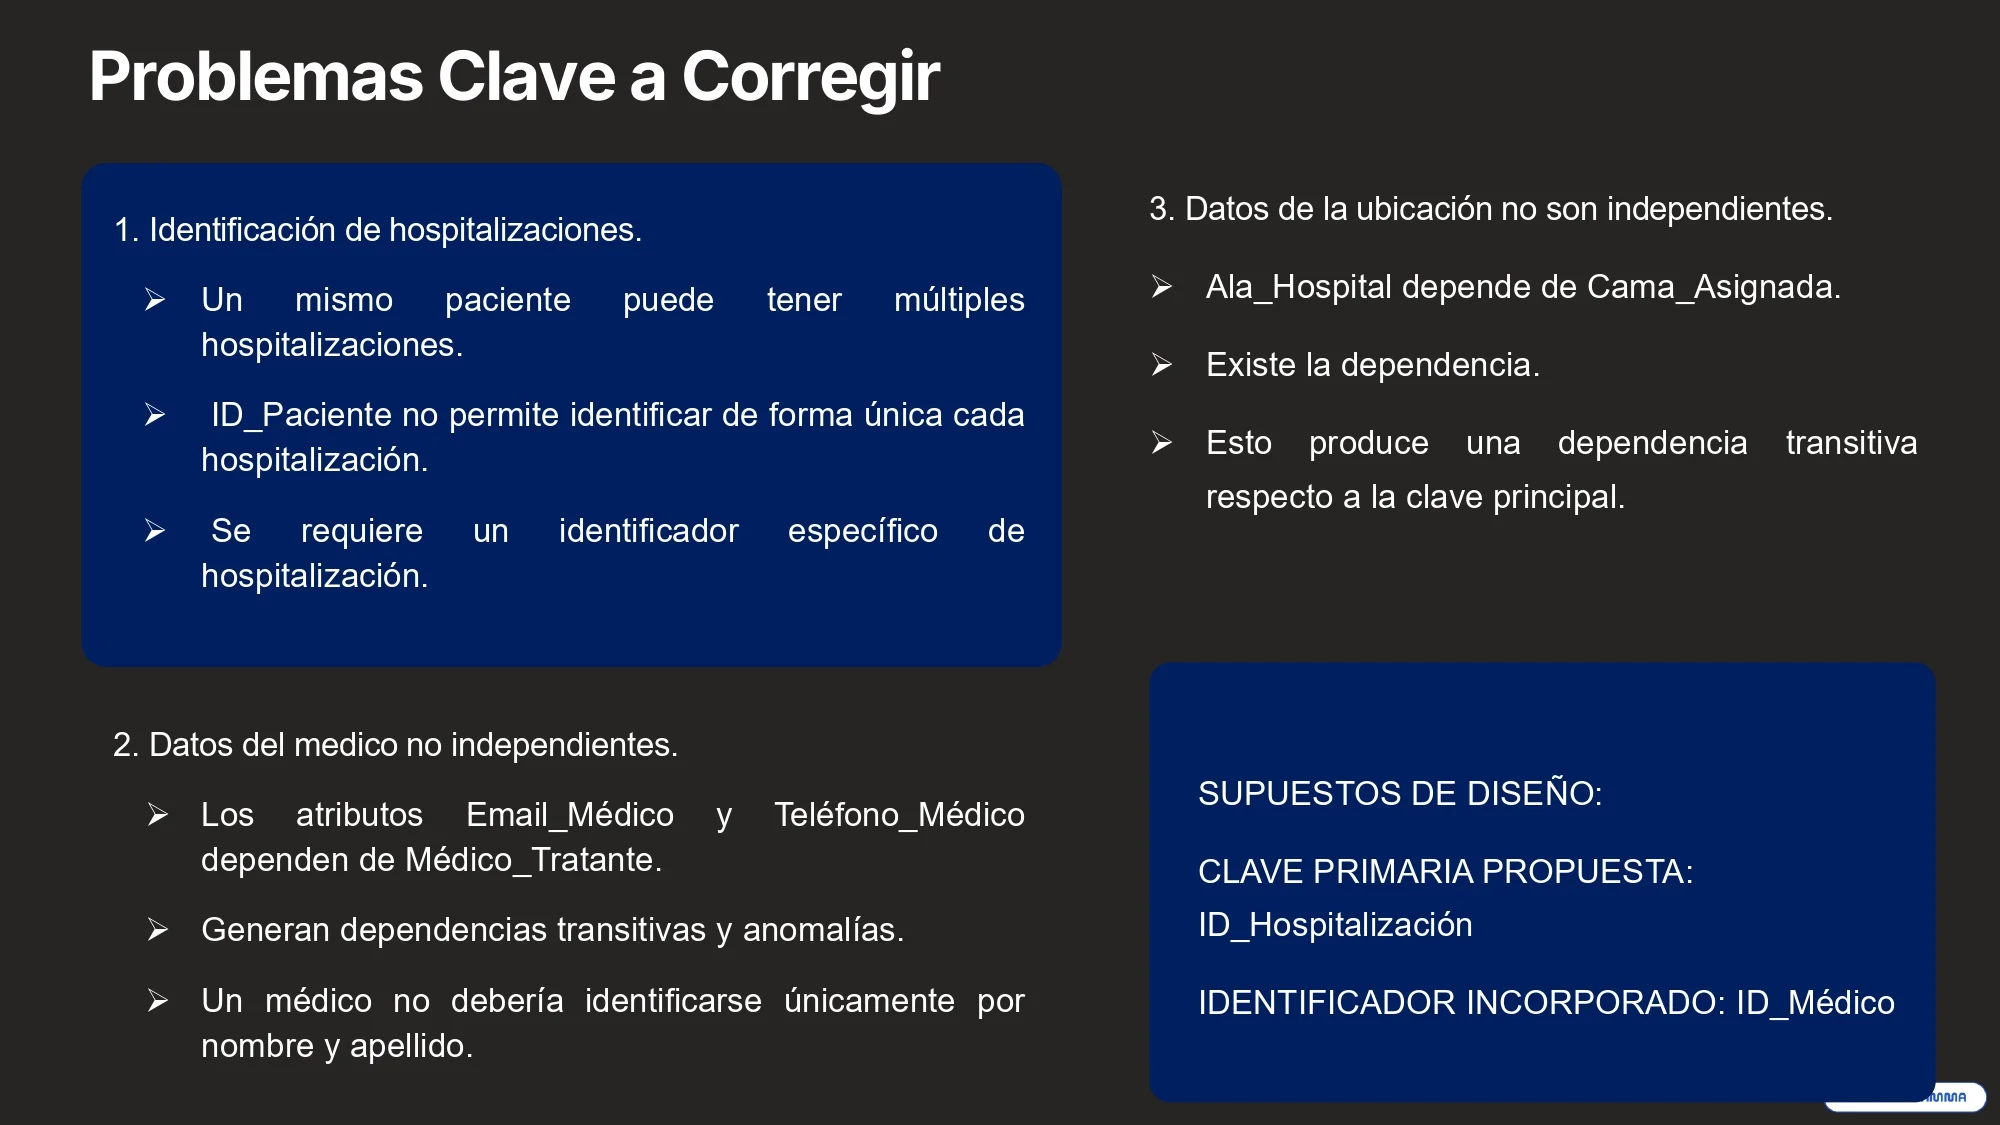 Problemas Clave a Corregir
1. Identificación de hospitalizaciones.
➢ Un mismo paciente puede tener múltiples
hospitalizaciones.
➢ ID_Paciente no permite identificar de forma única cada
hospitalización.
➢ Se requiere un identificador específico de
hospitalización.
2. Datos del medico no independientes.
➢ Los atributos Email_Médico y Teléfono_Médico
dependen de Médico_Tratante.
➢ Generan dependencias transitivas y anomalías.
➢ Un médico no debería identificarse únicamente por
nombre y apellido.
3. Datos de la ubicación no son independientes.
➢ Ala_Hospital depende de Cama_Asignada.
➢ Existe la dependencia.
➢ Esto produce una dependencia transitiva
respecto a la clave principal.
SUPUESTOS DE DISEÑO:
CLAVE PRIMARIA PROPUESTA:
ID_Hospitalización
IDENTIFICADOR INCORPORADO: ID_Médico